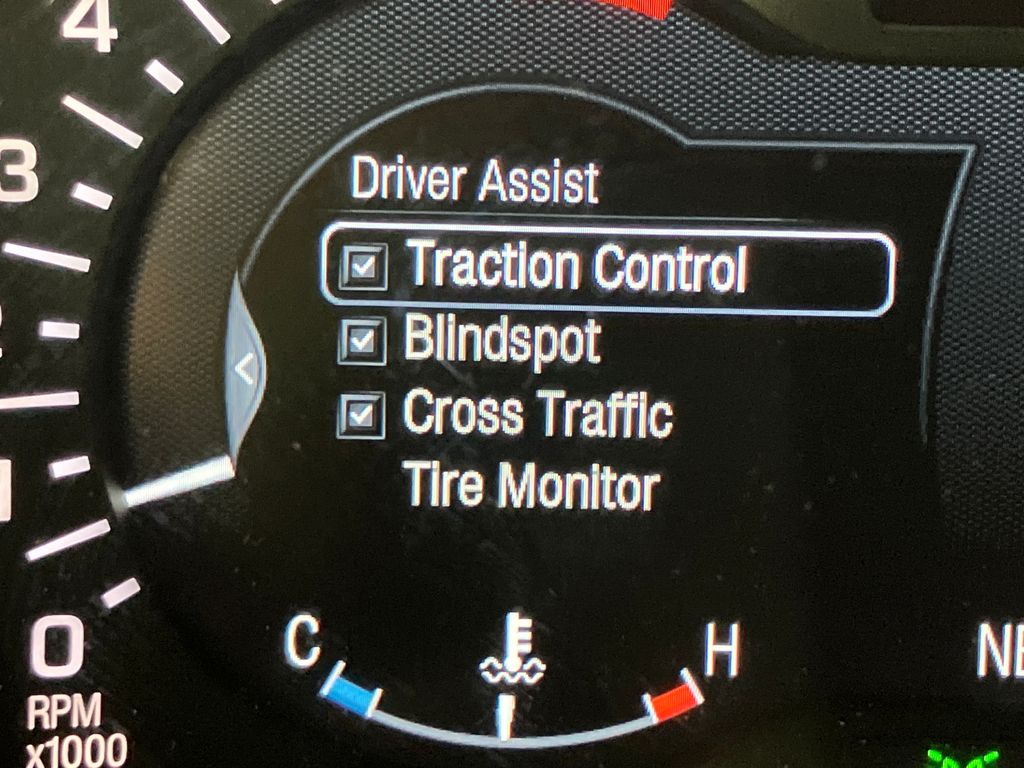 4
3
0
RPM
x1000
Driver Assist
Traction Control
Blindspot
Cross Traffic
Tire Monitor
C
H